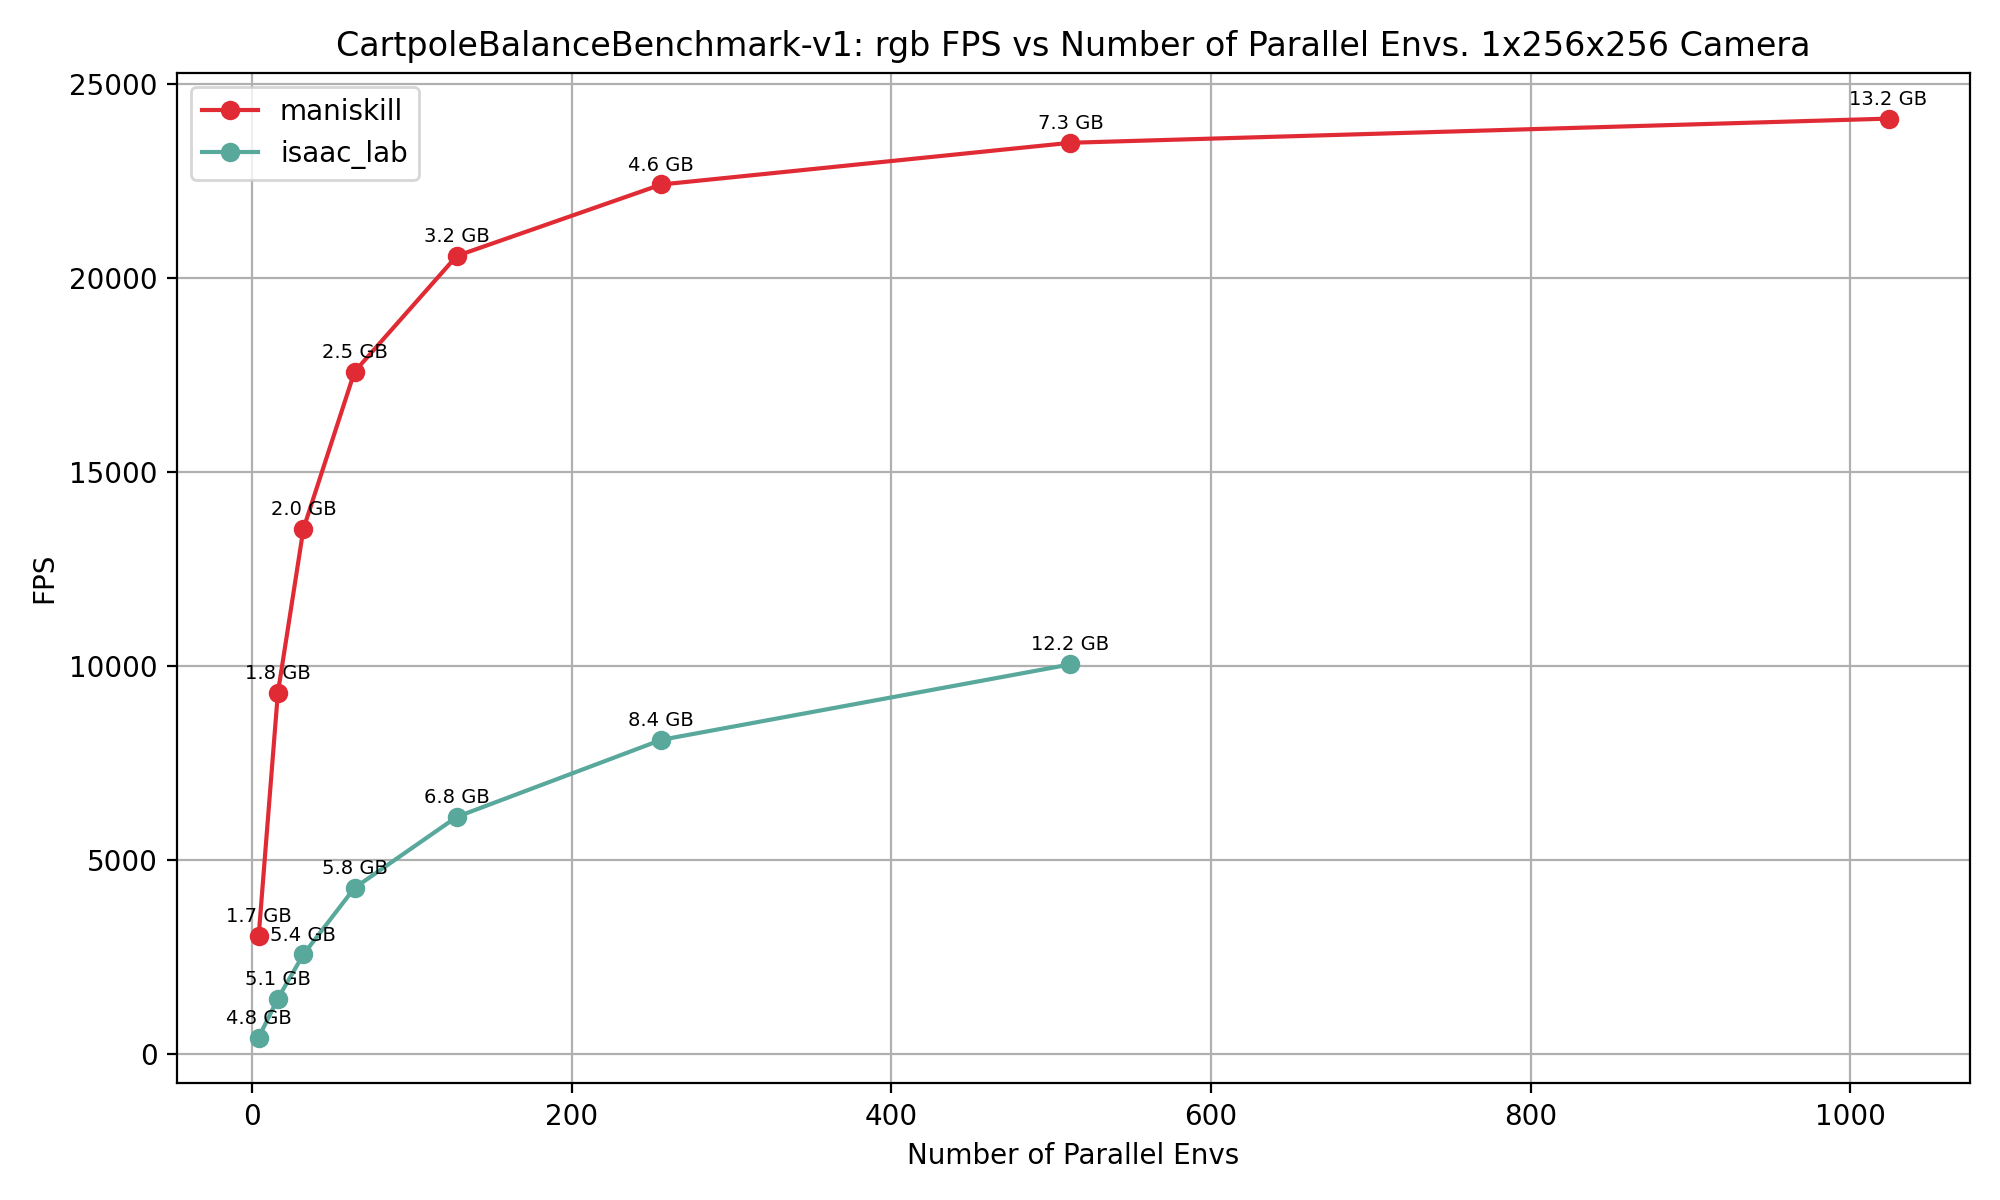 CartpoleBalanceBenchmark-v1: rgb FPS vs Number of Parallel Envs. 1x256x256 Camera
25000
20000
15000
10000
5000
0
FPS
maniskill
isaac_lab
13.2 GB
7.3 GB
4.6 GB
3.2 GB
2.5 GB
2.0 GB
1.8 GB
1.7 GB
12.2 GB
8.4 GB
6.8 GB
5.8 GB
5.4 GB
5.1 GB
4.8 GB
0 200 400 600 800 1000
Number of Parallel Envs